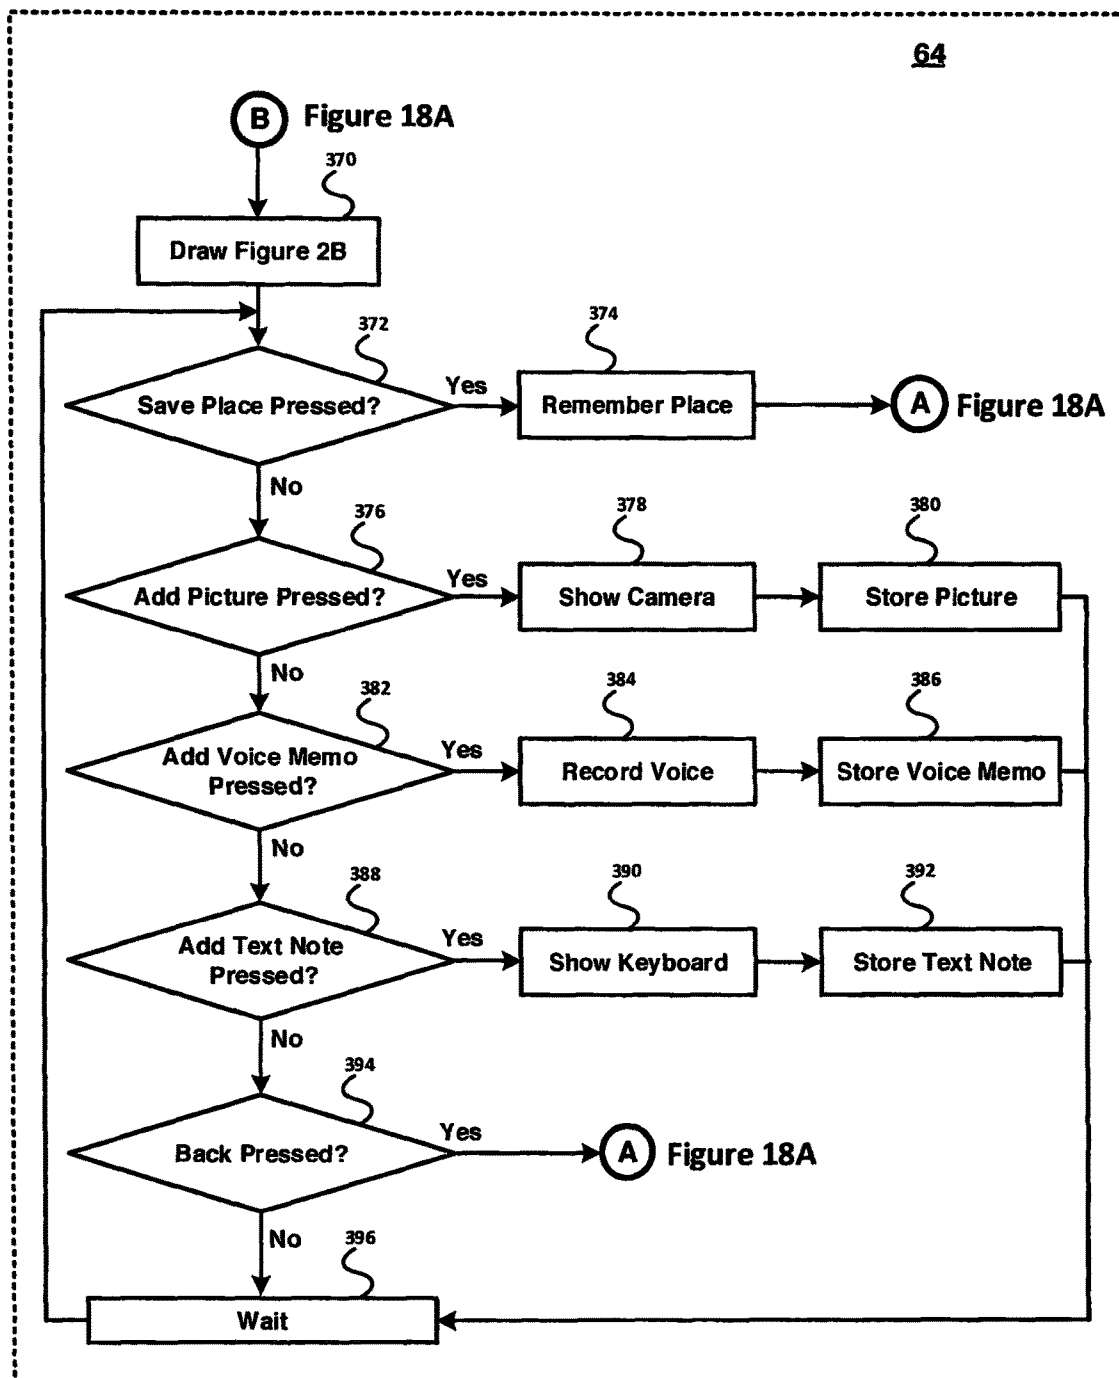 64
B Figure 18A
370
Draw Figure 2B
372
374
Save Place Pressed?
Yes
Remember Place
A Figure 18A
No
376
378
380
Add Picture Pressed?
Yes
Show Camera
Store Picture
No
382
384
386
Add Voice Memo
Pressed?
Yes
Record Voice
Store Voice Memo
No
388
390
392
Add Text Note
Pressed?
Yes
Show Keyboard
Store Text Note
No
394
Back Pressed?
Yes
A Figure 18A
No
396
Wait